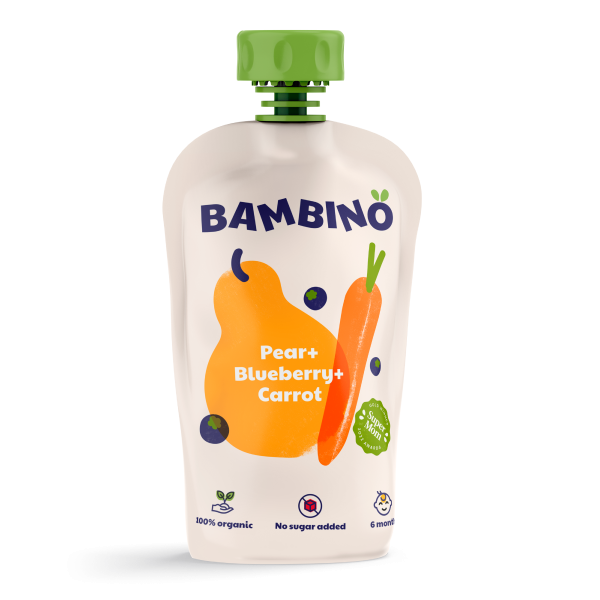 BAMBINO
Pear+
Blueberry+
Carrot
Super
Mom
100% organic
No sugar added
6 month